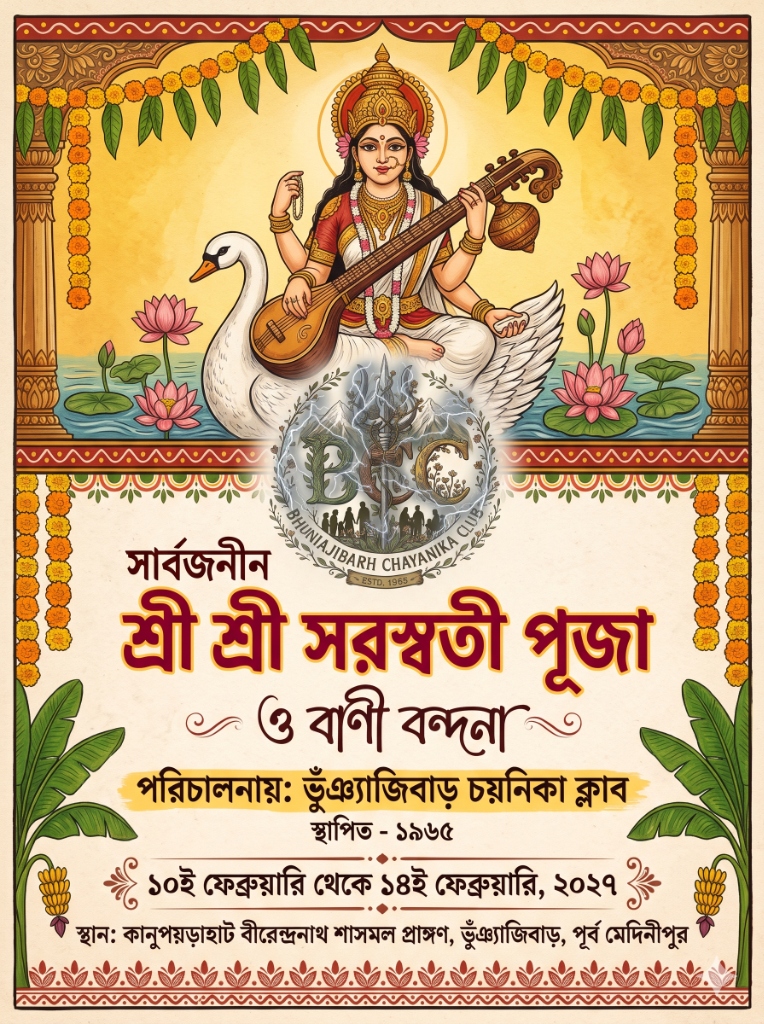 BCC
BHUNIAJIBARH CHAYANIKA CLUB
ESTD. 1965
সার্বজনীন
শ্রী শ্রী সরস্বতী পূজা
ও বাণী বন্দনা
পরিচালনায়: ভুঁঞ্যাজিবাড় চয়নিকা ক্লাব
স্থাপিত - ১৯৬৫
১০ই ফেব্রুয়ারি থেকে ১৪ই ফেব্রুয়ারি, ২০২৭
স্থান: কানুপয়ড়াহাট বীরেন্দ্রনাথ শাসমল প্রাঙ্গণ, ভুঁঞ্যাজিবাড়, পূর্ব মেদিনীপুর